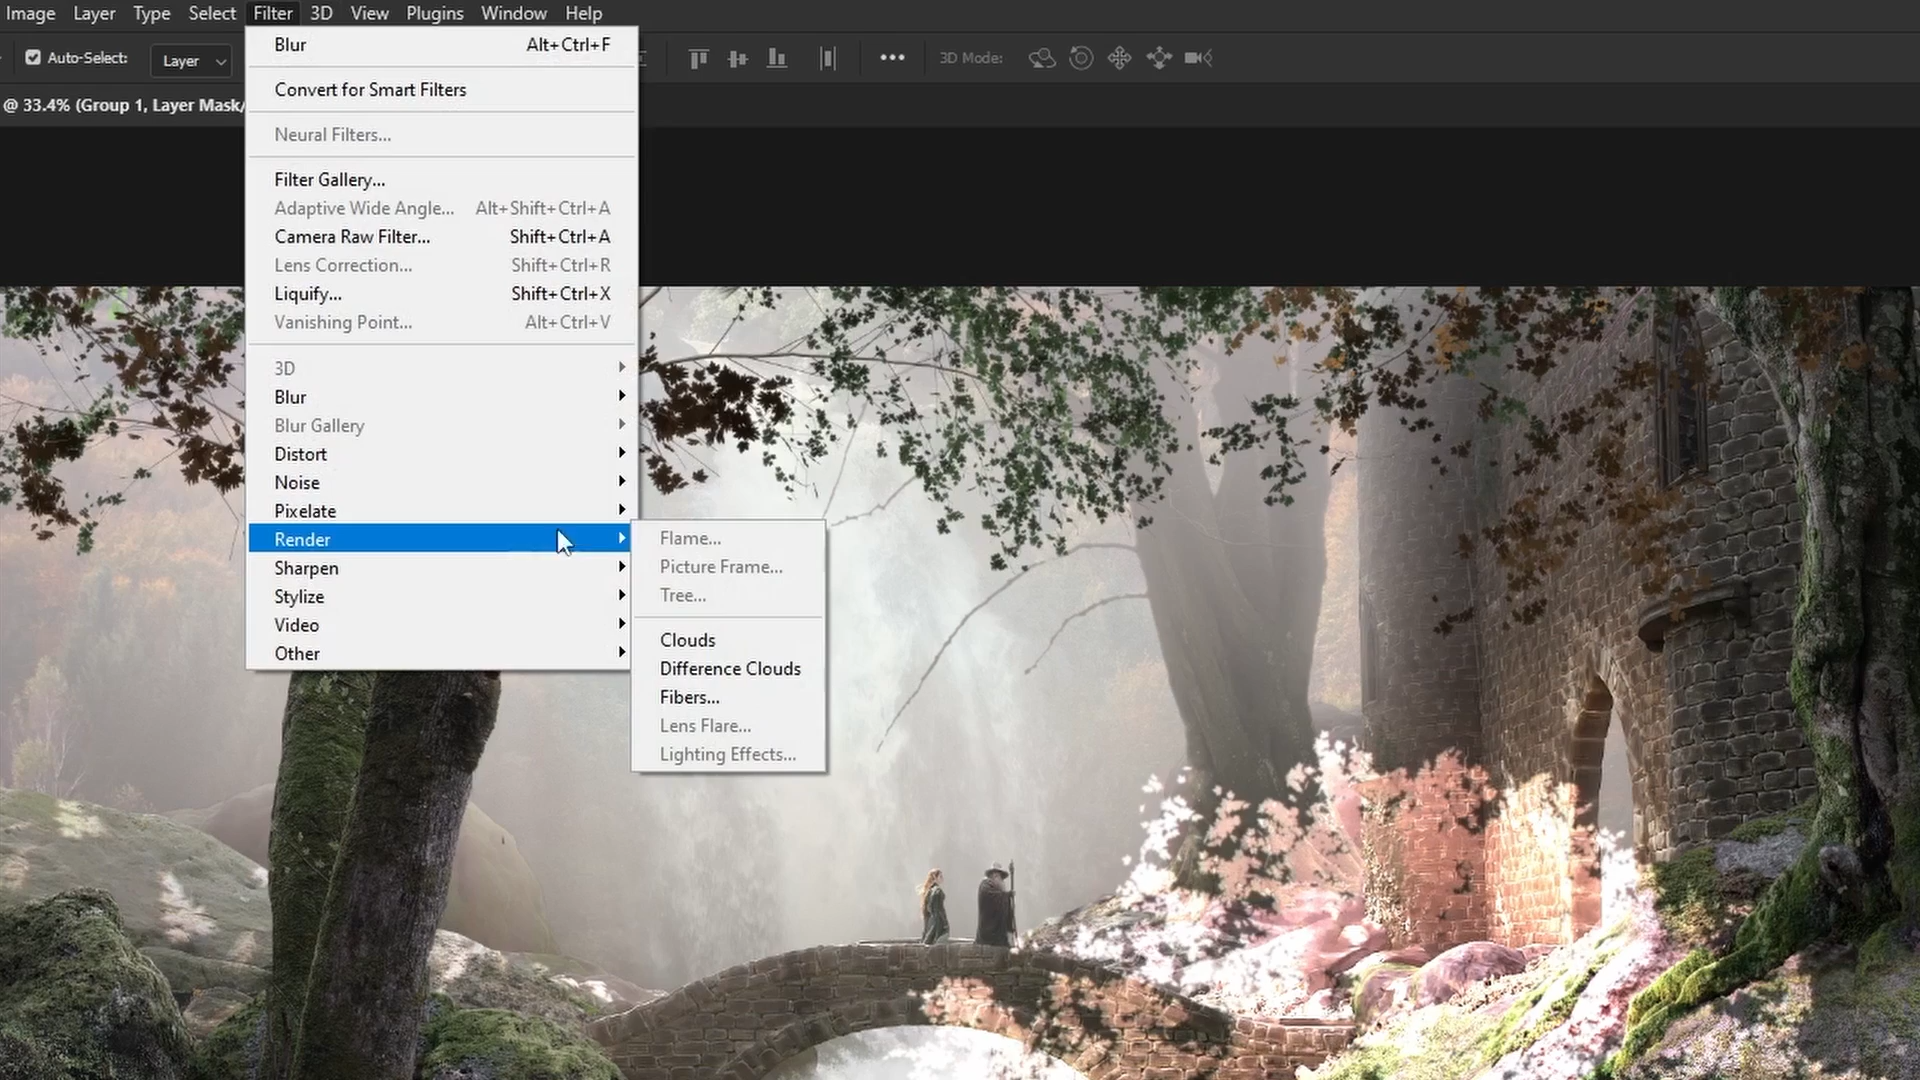 Image Layer Type Select Filter 3D View Plugins Window Help
Auto-Select: Layer 3D Mode:
@ 33.4% (Group 1, Layer Mask/
Blur Alt+Ctrl+F
Convert for Smart Filters
Neural Filters...
Filter Gallery...
Adaptive Wide Angle... Alt+Shift+Ctrl+A
Camera Raw Filter... Shift+Ctrl+A
Lens Correction... Shift+Ctrl+R
Liquify... Shift+Ctrl+X
Vanishing Point... Alt+Ctrl+V
3D
Blur
Blur Gallery
Distort
Noise
Pixelate
Render
Sharpen
Stylize
Video
Other
Flame...
Picture Frame...
Tree...
Clouds
Difference Clouds
Fibers...
Lens Flare...
Lighting Effects...